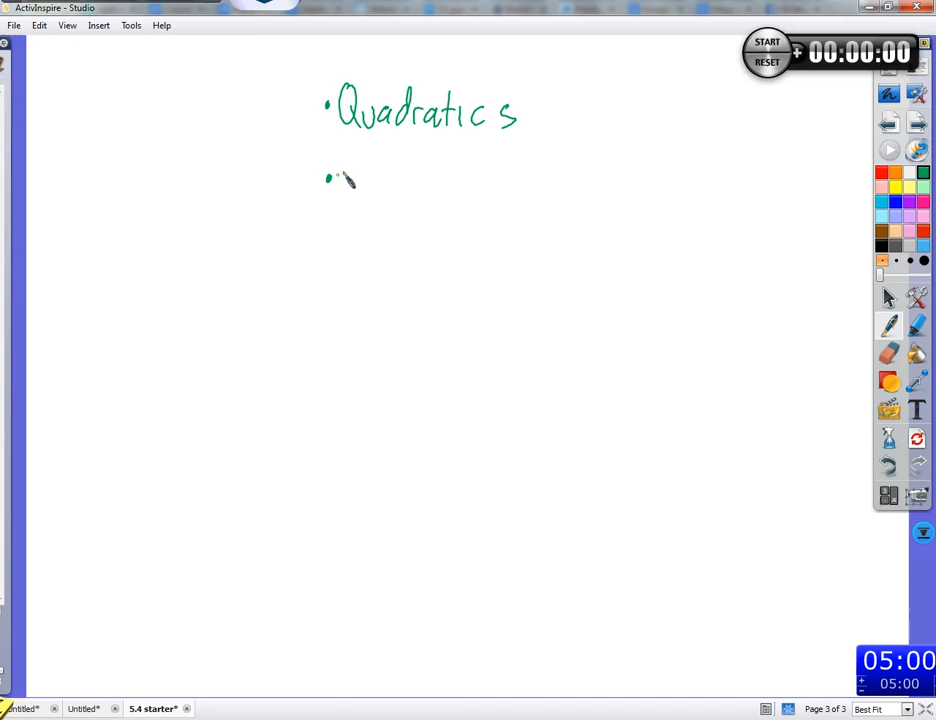 ActivInspire - Studio
File Edit View Insert Tools Help
START
RESET
00:00:00
• Quadratics
•
T
05:00
05:00
ntitled* Untitled* 5.4 starter*
Page 3 of 3 Best Fit